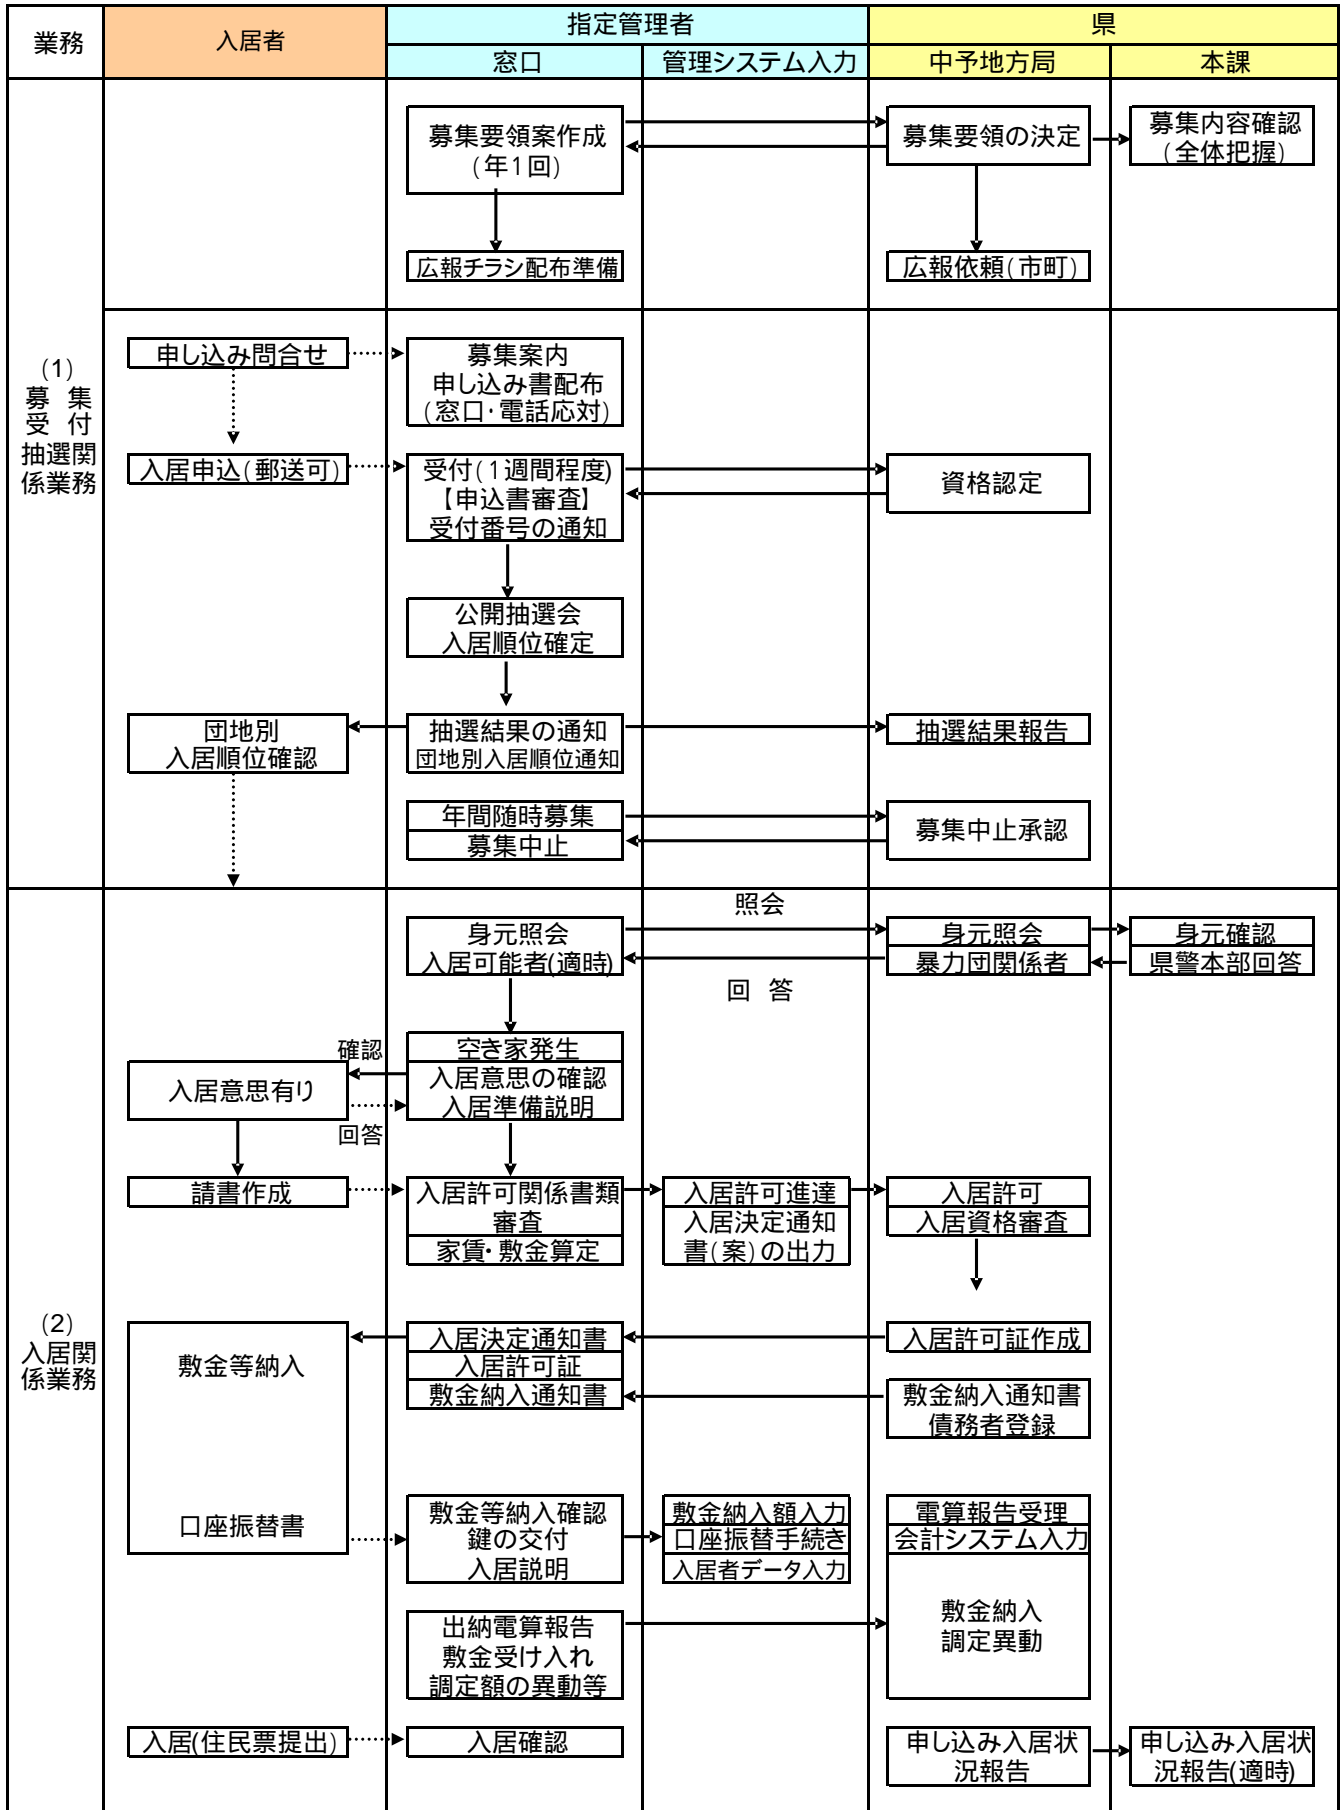 業務
入居者
指定管理者
県
窓口
管理システム入力
中予地方局
本課
(1)
募 集
受 付
抽選関
係業務
募集要領案作成
(年1回)
募集要領の決定
募集内容確認
(全体把握)
広報チラシ配布準備
広報依頼(市町)
申し込み問合せ
募集案内
申し込み書配布
(窓口・電話応対)
入居申込(郵送可)
受付(1週間程度)
【申込書審査】
受付番号の通知
資格認定
公開抽選会
入居順位確定
団地別
入居順位確認
抽選結果の通知
団地別入居順位通知
抽選結果報告
年間随時募集
募集中止
募集中止承認
(2)
入居関
係業務
照会
身元照会
入居可能者(適時)
身元照会
暴力団関係者
身元確認
県警本部回答
回 答
確認
空き家発生
入居意思の確認
入居準備説明
入居意思有り
回答
請書作成
入居許可関係書類
審査
家賃・敷金算定
入居許可進達
入居決定通知
書(案)の出力
入居許可
入居資格審査
敷金等納入
口座振替書
入居決定通知書
入居許可証
敷金納入通知書
入居許可証作成
敷金納入通知書
債務者登録
敷金等納入確認
鍵の交付
入居説明
敷金納入額入力
口座振替手続き
入居者データ入力
電算報告受理
会計システム入力
敷金納入
調定異動
出納電算報告
敷金受け入れ
調定額の異動等
入居(住民票提出)
入居確認
申し込み入居状
況報告
申し込み入居状
況報告(適時)